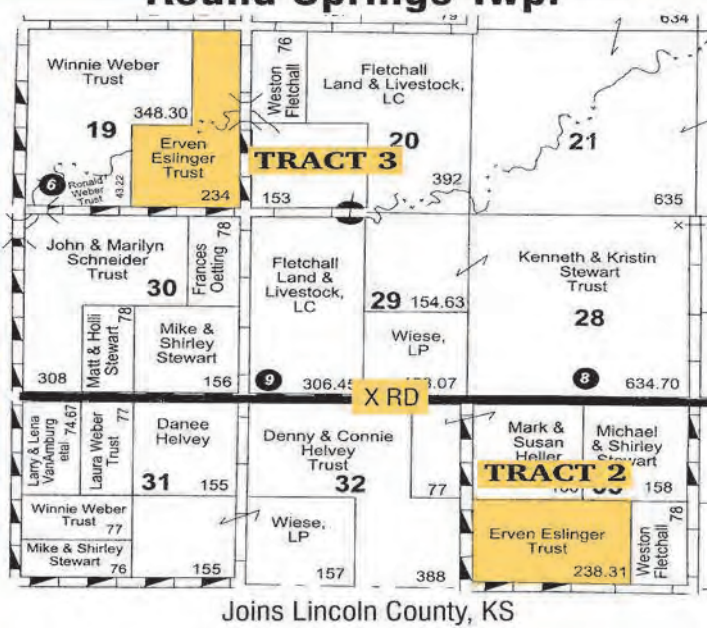 Round Springs Twp.
634
Winnie Weber
Trust
348.30
19
Erven
Eslinger
Trust
234
6
Ronald
Weber
Trust
43.22
76
Weston
Fletchall
Fletchall
Land & Livestock,
LC
20
TRACT 3
153
392
21
635
John & Marilyn
Schneider
Trust
30
Frances
Oetting 78
Matt & Holli
Stewart 78
Mike &
Shirley
Stewart
308
156
Fletchall
Land &
Livestock,
LC
29 154.63
Wiese,
LP
9
306.45
X RD
Kenneth & Kristin
Stewart
Trust
28
8
634.70
Larry & Lena
VanAmburg
etal 74.67
Laura Weber
Trust 77
Danee
Helvey
31 155
Winnie Weber
Trust
77
Mike & Shirley
Stewart
76
155
Denny & Connie
Helvey
Trust
32
77
Wiese,
LP
157
388
Mark &
Susan
Heller
Michael
& Shirley
TRACT 2
158
Erven Eslinger
Trust
238.31
Weston
Fletchall
78
Joins Lincoln County, KS